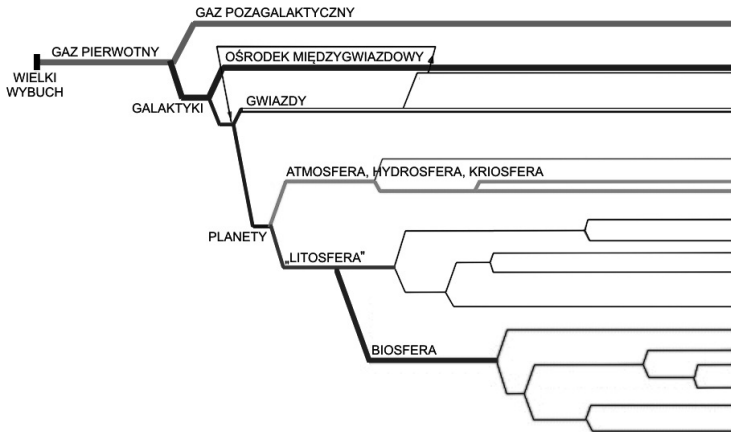 GAZ POZAGALAKTYCZNY
GAZ PIERWOTNY
OŚRODEK MIĘDZYGWIAZDOWY
WIELKI
WYBUCH
GALAKTYKI
GWIAZDY
ATMOSFERA, HYDROSFERA, KRIOSFERA
PLANETY
„LITOSFERA"
BIOSFERA